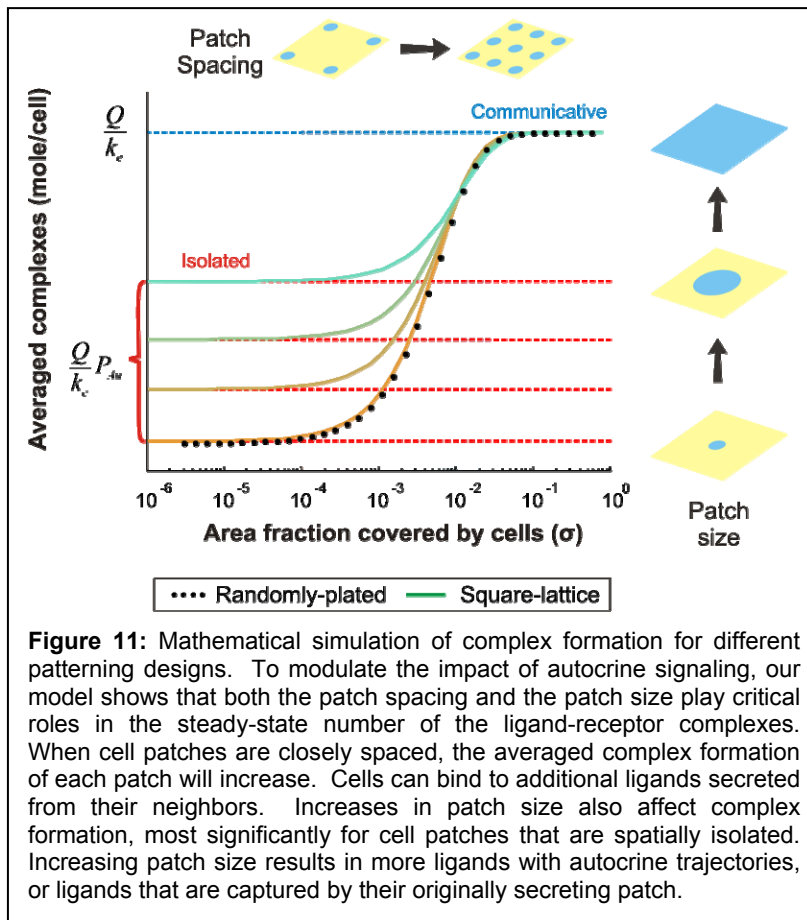 Patch
Spacing
Q/k_e
Communicative
Isolated
Q/k_e P_Au
Averaged complexes (mole/cell)
10^-6 10^-5 10^-4 10^-3 10^-2 10^-1 10^0
Area fraction covered by cells (σ)
Patch
size
Randomly-plated Square-lattice
Figure 11: Mathematical simulation of complex formation for different
patterning designs. To modulate the impact of autocrine signaling, our
model shows that both the patch spacing and the patch size play critical
roles in the steady-state number of the ligand-receptor complexes.
When cell patches are closely spaced, the averaged complex formation
of each patch will increase. Cells can bind to additional ligands secreted
from their neighbors. Increases in patch size also affect complex
formation, most significantly for cell patches that are spatially isolated.
Increasing patch size results in more ligands with autocrine trajectories,
or ligands that are captured by their originally secreting patch.